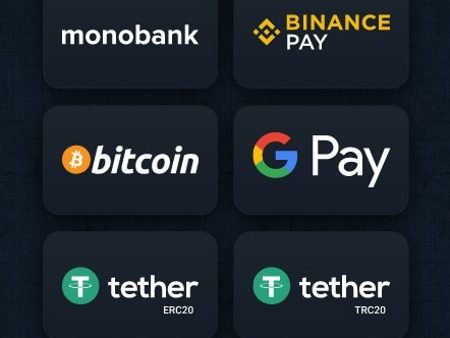 monobank
BINANCE
PAY
bitcoin
G Pay
tether
ERC20
tether
TRC20